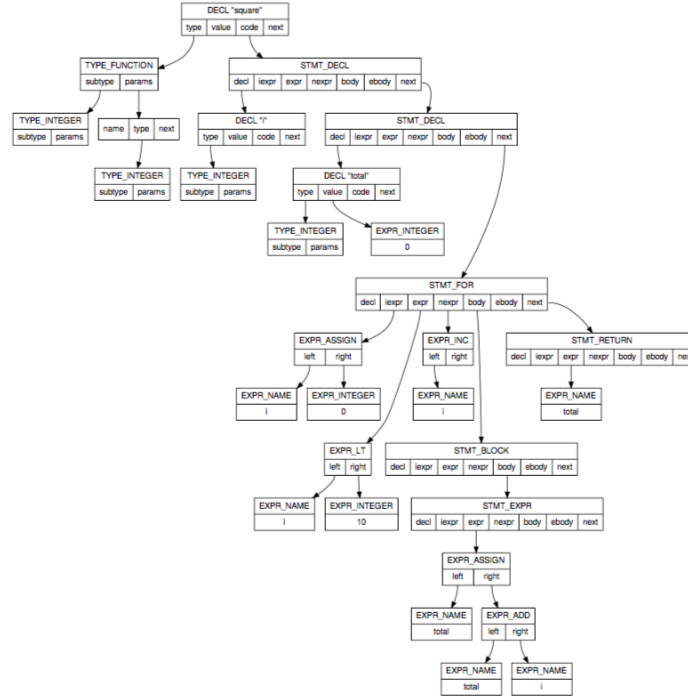 DECL "square"
type value code next
TYPE_FUNCTION
subtype params
STMT_DECL
decl iexpr expr nexpr body ebody next
TYPE_INTEGER
subtype params
name type next
DECL "i"
type value code next
STMT_DECL
decl iexpr expr nexpr body ebody next
TYPE_INTEGER
subtype params
TYPE_INTEGER
subtype params
DECL "total"
type value code next
TYPE_INTEGER
subtype params
EXPR_INTEGER
0
STMT_FOR
decl iexpr expr nexpr body ebody next
EXPR_ASSIGN
left right
EXPR_INC
left right
STMT_RETURN
decl iexpr expr nexpr body ebody nex
EXPR_NAME
i
EXPR_INTEGER
0
EXPR_NAME
i
EXPR_NAME
total
EXPR_LT
left right
STMT_BLOCK
decl iexpr expr nexpr body ebody next
EXPR_NAME
i
EXPR_INTEGER
10
STMT_EXPR
decl iexpr expr nexpr body ebody next
EXPR_ASSIGN
left right
EXPR_NAME
total
EXPR_ADD
left right
EXPR_NAME
total
EXPR_NAME
i